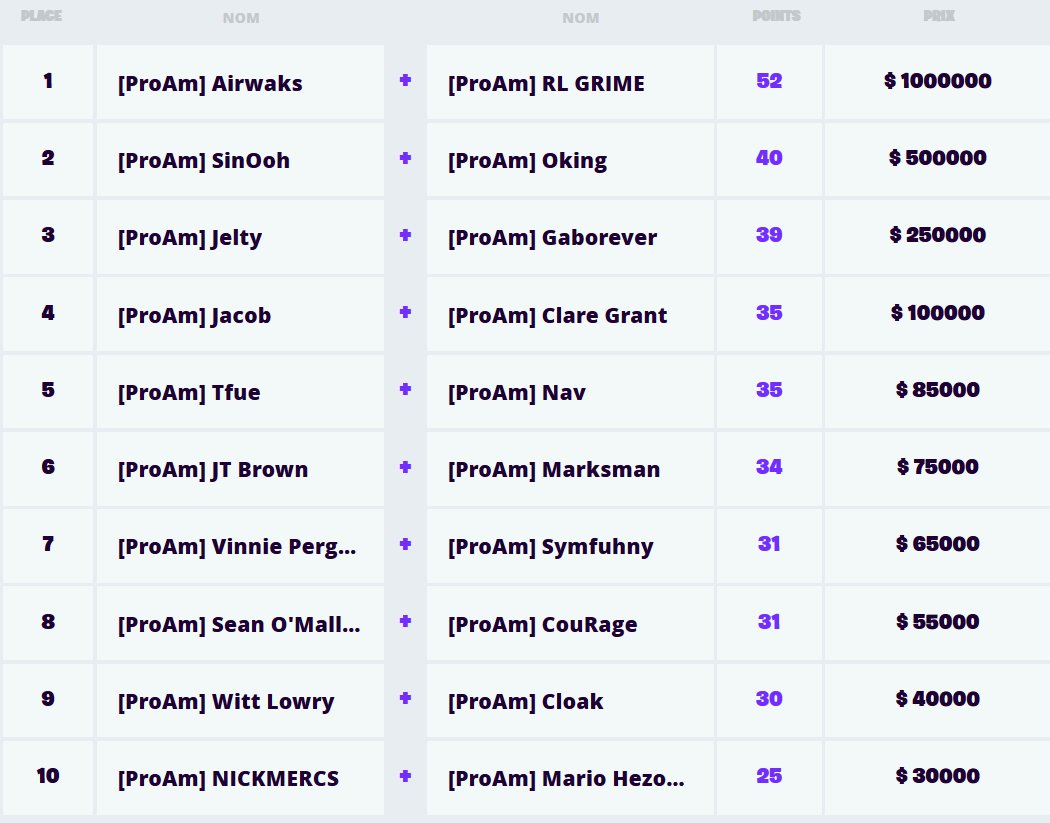 PLACE NOM NOM POINTS PRIX
1 [ProAm] Airwaks + [ProAm] RL GRIME 52 $ 1000000
2 [ProAm] SinOoh + [ProAm] Oking 40 $ 500000
3 [ProAm] Jelty + [ProAm] Gaborever 39 $ 250000
4 [ProAm] Jacob + [ProAm] Clare Grant 35 $ 100000
5 [ProAm] Tfue + [ProAm] Nav 35 $ 85000
6 [ProAm] JT Brown + [ProAm] Marksman 34 $ 75000
7 [ProAm] Vinnie Perg... + [ProAm] Symfuhny 31 $ 65000
8 [ProAm] Sean O'Mall... + [ProAm] CouRage 31 $ 55000
9 [ProAm] Witt Lowry + [ProAm] Cloak 30 $ 40000
10 [ProAm] NICKMERCS + [ProAm] Mario Hezo... 25 $ 30000